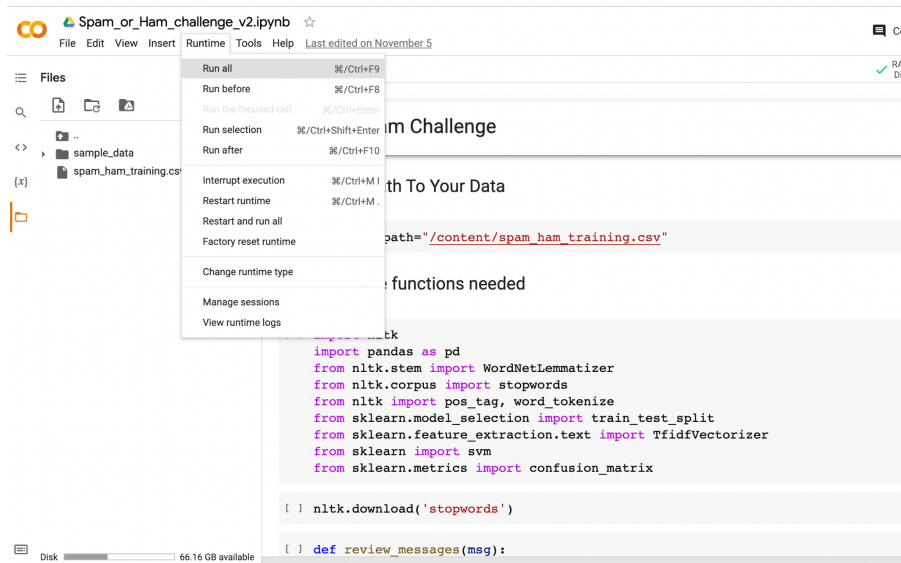 Spam_or_Ham_challenge_v2.ipynb
File Edit View Insert Runtime Tools Help Last edited on November 5
Files
..
sample_data
spam_ham_training.cs
{x}
Run all ⌘/Ctrl+F9
Run before ⌘/Ctrl+F8
Run the focused cell ⌘/Ctrl+Enter
Run selection ⌘/Ctrl+Shift+Enter
Run after ⌘/Ctrl+F10
Interrupt execution ⌘/Ctrl+M I
Restart runtime ⌘/Ctrl+M .
Restart and run all
Factory reset runtime
Change runtime type
Manage sessions
View runtime logs
m Challenge
th To Your Data
path="/content/spam_ham_training.csv"
functions needed
import nltk
import pandas as pd
from nltk.stem import WordNetLemmatizer
from nltk.corpus import stopwords
from nltk import pos_tag, word_tokenize
from sklearn.model_selection import train_test_split
from sklearn.feature_extraction.text import TfidfVectorizer
from sklearn import svm
from sklearn.metrics import confusion_matrix
[ ] nltk.download('stopwords')
[ ] def review_messages(msg):
Disk 66.16 GB available